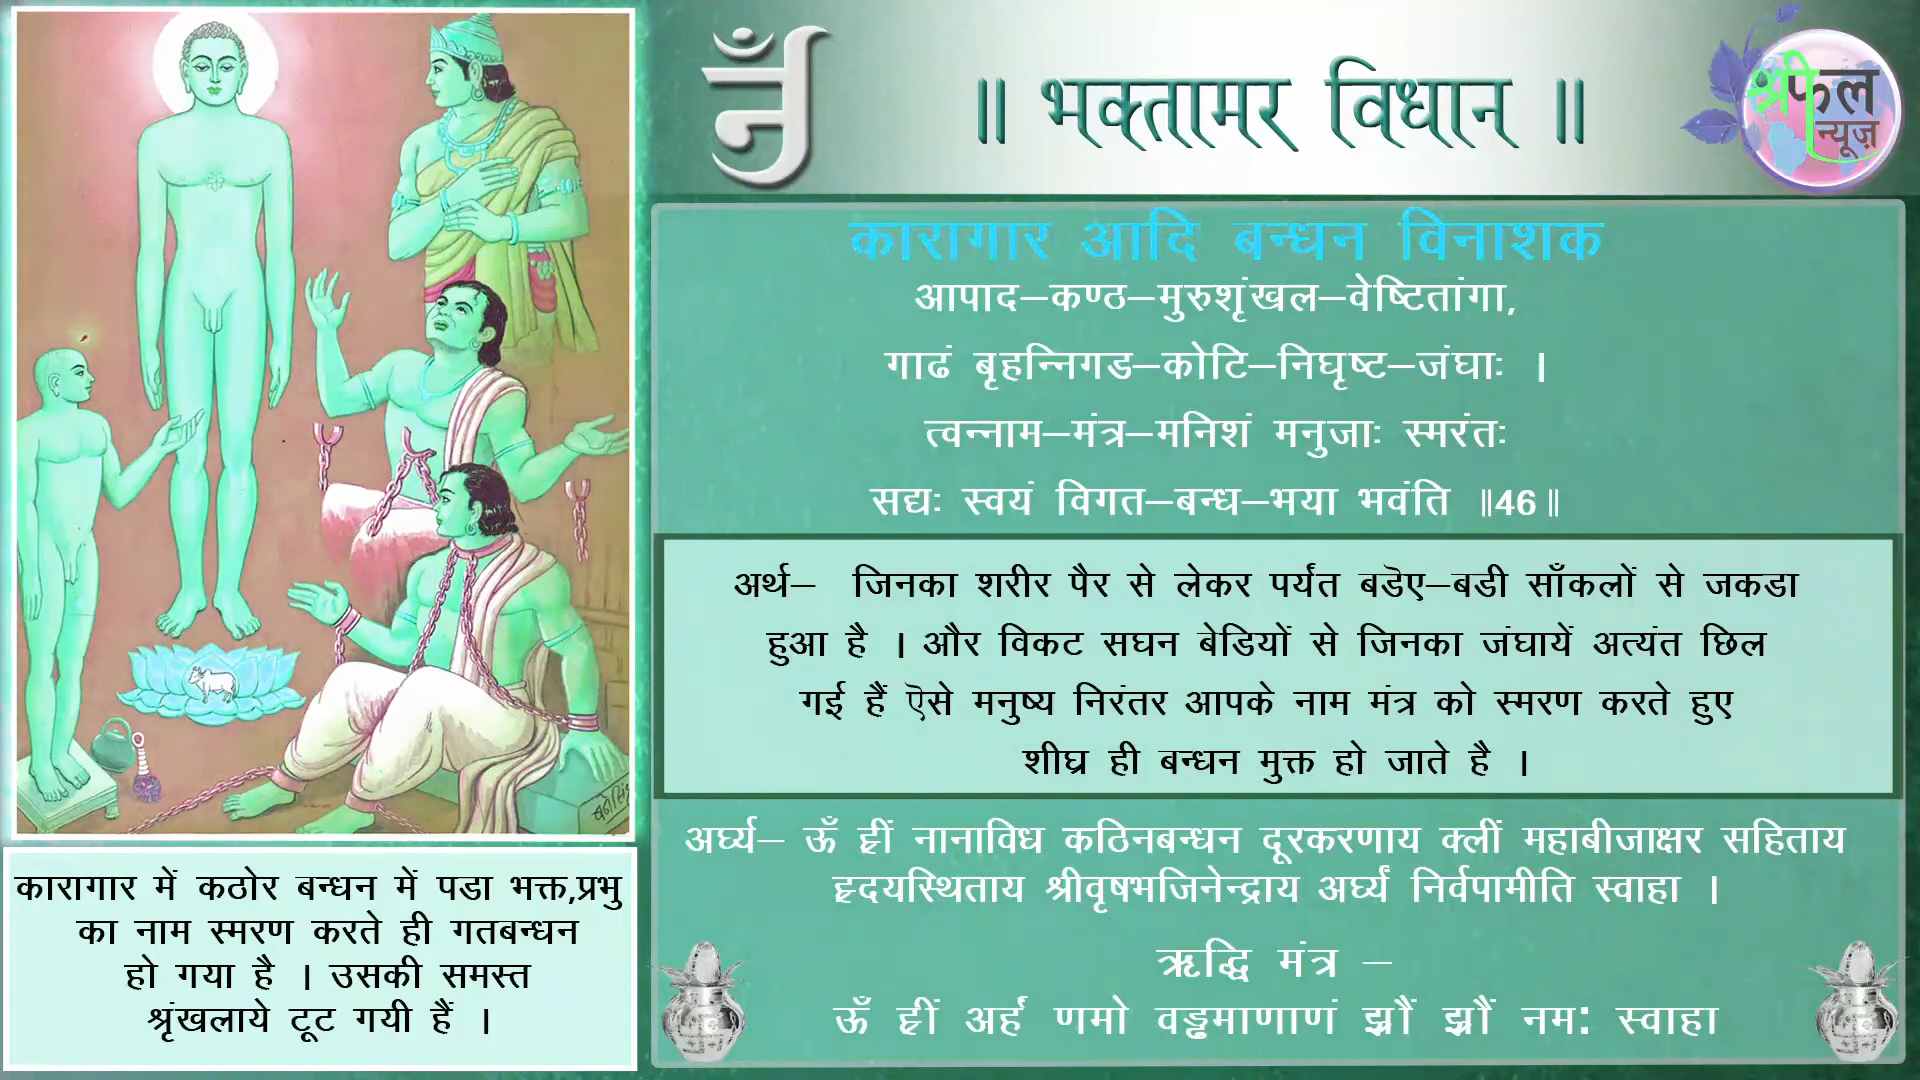 ॥ भक्तामर विधान ॥
श्रीफल
न्यूज़
कारागार आदि बन्धन विनाशक
आपाद–कण्ठ–मुरुशृंखल–वेष्टितांगा,
गाढं बृहन्निगड–कोटि–निघृष्ट–जंघाः ।
त्वन्नाम–मंत्र–मनिशं मनुजाः स्मरंतः
सद्यः स्वयं विगत–बन्ध–भया भवंति ॥46॥
अर्थ– जिनका शरीर पैर से लेकर पर्यंत बडेए–बडी साँकलों से जकडा
हुआ है । और विकट सघन बेडियों से जिनका जंघायें अत्यंत छिल
गई हैं ऎसे मनुष्य निरंतर आपके नाम मंत्र को स्मरण करते हुए
शीघ्र ही बन्धन मुक्त हो जाते है ।
अर्घ्य– ऊँ ह्रीं नानाविध कठिनबन्धन दूरकरणाय क्लीं महाबीजाक्षर सहिताय
ह्रदयस्थिताय श्रीवृषभजिनेन्द्राय अर्घ्यं निर्वपामीति स्वाहा ।
ऋद्धि मंत्र –
ऊँ ह्रीं अर्हं णमो वड्ढमाणाणं झ्रौं झ्रौं नम: स्वाहा
कारागार में कठोर बन्धन में पडा भक्त,प्रभु
का नाम स्मरण करते ही गतबन्धन
हो गया है । उसकी समस्त
श्रृंखलाये टूट गयी हैं ।